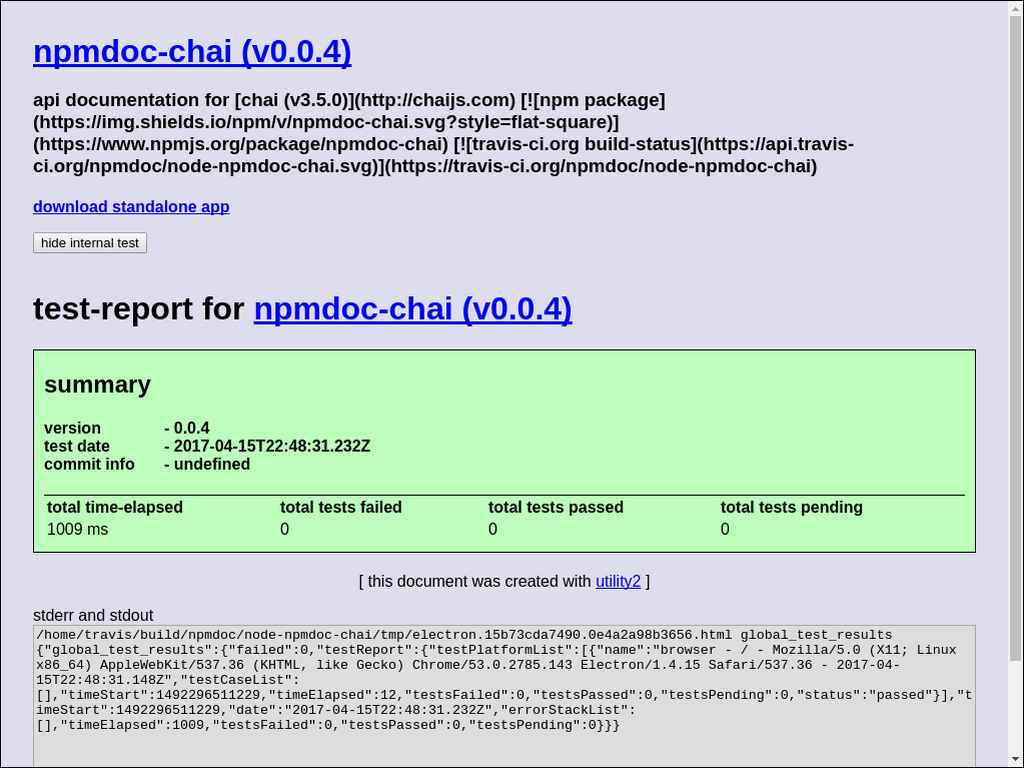 npmdoc-chai (v0.0.4)
api documentation for [chai (v3.5.0)](http://chaijs.com) [![npm package]
(https://img.shields.io/npm/v/npmdoc-chai.svg?style=flat-square)]
(https://www.npmjs.org/package/npmdoc-chai) [![travis-ci.org build-status](https://api.travis-
ci.org/npmdoc/node-npmdoc-chai.svg)](https://travis-ci.org/npmdoc/node-npmdoc-chai)
download standalone app
hide internal test
test-report for npmdoc-chai (v0.0.4)
summary
version - 0.0.4
test date - 2017-04-15T22:48:31.232Z
commit info - undefined
total time-elapsed total tests failed total tests passed total tests pending
1009 ms 0 0 0
[ this document was created with utility2 ]
stderr and stdout
/home/travis/build/npmdoc/node-npmdoc-chai/tmp/electron.15b73cda7490.0e4a2a98b3656.html global_test_results
{"global_test_results":{"failed":0,"testReport":{"testPlatformList":[{"name":"browser - / - Mozilla/5.0 (X11; Linux
x86_64) AppleWebKit/537.36 (KHTML, like Gecko) Chrome/53.0.2785.143 Electron/1.4.15 Safari/537.36 - 2017-04-
15T22:48:31.148Z","testCaseList":
[],"timeStart":1492296511229,"timeElapsed":12,"testsFailed":0,"testsPassed":0,"testsPending":0,"status":"passed"}],"t
imeStart":1492296511229,"date":"2017-04-15T22:48:31.232Z","errorStackList":
[],"timeElapsed":1009,"testsFailed":0,"testsPassed":0,"testsPending":0}}}